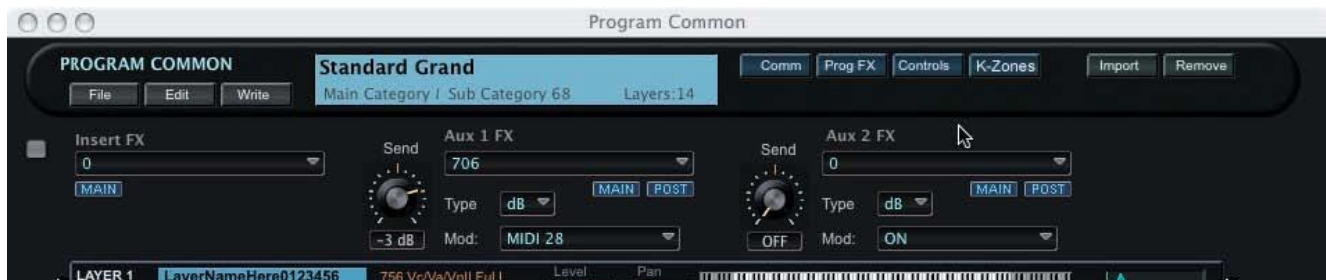 Program Common
PROGRAM COMMON
File Edit Write
Standard Grand
Main Category / Sub Category 68 Layers:14
Comm Prog FX Controls K-Zones Import Remove
Insert FX
0
MAIN
Send
-3 dB
Aux 1 FX
706
MAIN POST
Type dB
Mod: MIDI 28
Send
OFF
Aux 2 FX
0
MAIN POST
Type dB
Mod: ON
LAYER 1 LayerNameHere0123456 756 Level Pan